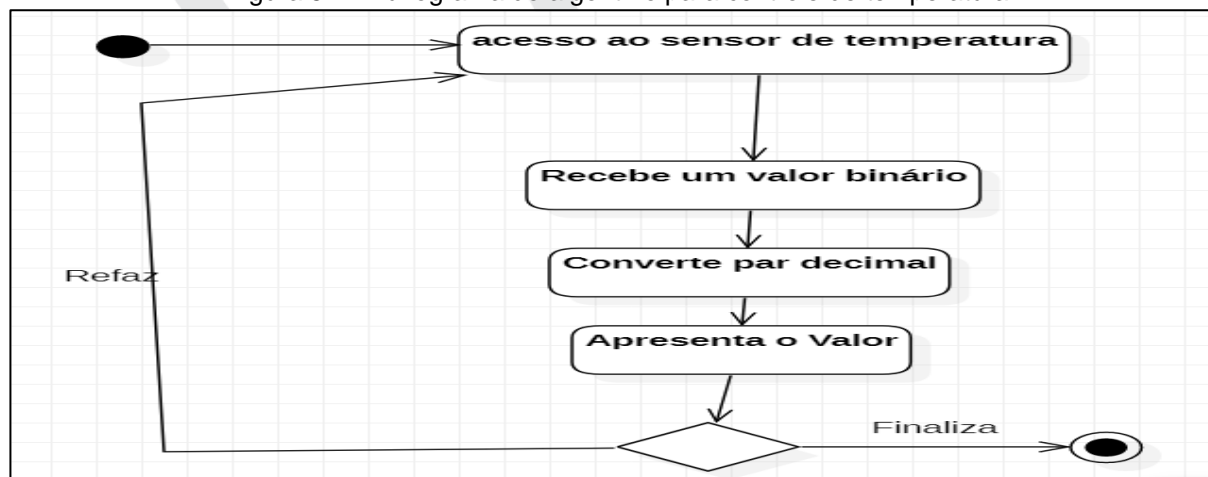 acesso ao sensor de temperatura
Recebe um valor binário
Converte par decimal
Refaz
Apresenta o Valor
Finaliza